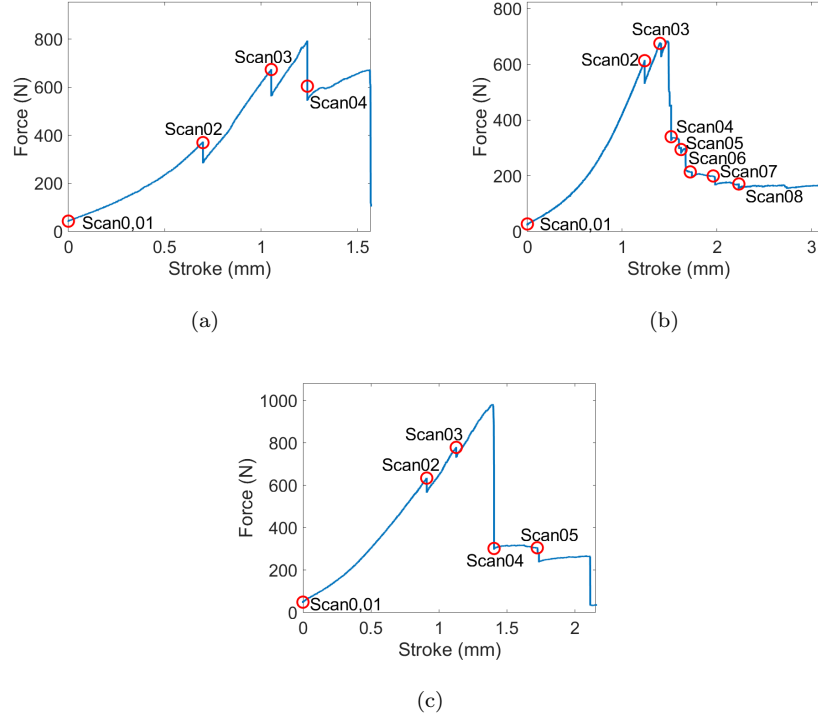 800
600
400
200
0
Force (N)
Scan03
Scan02
Scan04
Scan0,01
0 0.5 1 1.5
Stroke (mm)
(a)
800
600
400
200
0
Force (N)
Scan03
Scan02
Scan04
Scan05
Scan06
Scan07
Scan08
Scan0,01
0 1 2 3
Stroke (mm)
(b)
1000
800
600
400
200
0
Force (N)
Scan03
Scan02
Scan05
Scan04
Scan0,01
0 0.5 1 1.5 2
Stroke (mm)
(c)